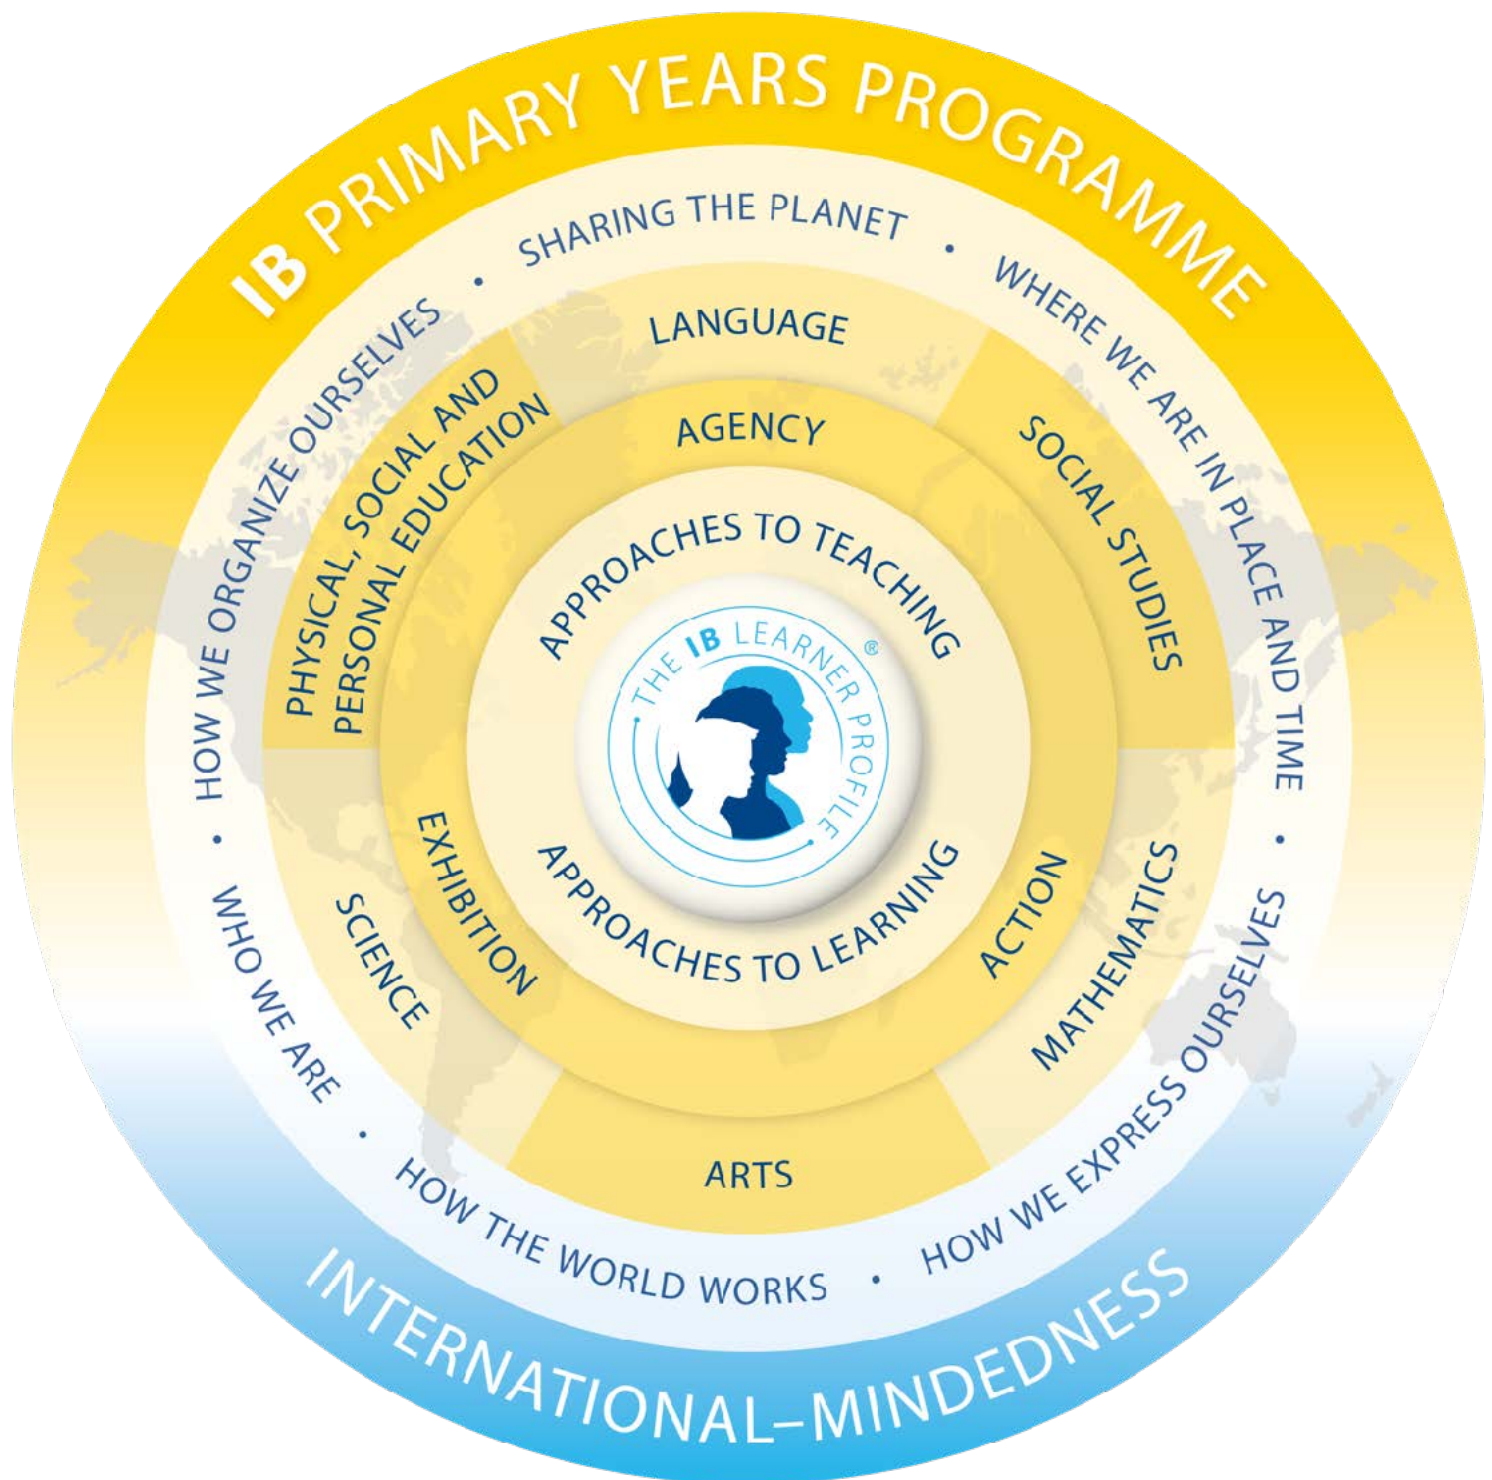 IB PRIMARY YEARS PROGRAMME
SHARING THE PLANET
•
WHERE WE ARE IN PLACE AND TIME
•
HOW WE EXPRESS OURSELVES
•
HOW THE WORLD WORKS
•
WHO WE ARE
•
HOW WE ORGANIZE OURSELVES
•
LANGUAGE
SOCIAL STUDIES
MATHEMATICS
ARTS
SCIENCE
PHYSICAL, SOCIAL AND
PERSONAL EDUCATION
AGENCY
ACTION
EXHIBITION
APPROACHES TO TEACHING
APPROACHES TO LEARNING
THE IB LEARNER PROFILE
®
INTERNATIONAL–MINDEDNESS